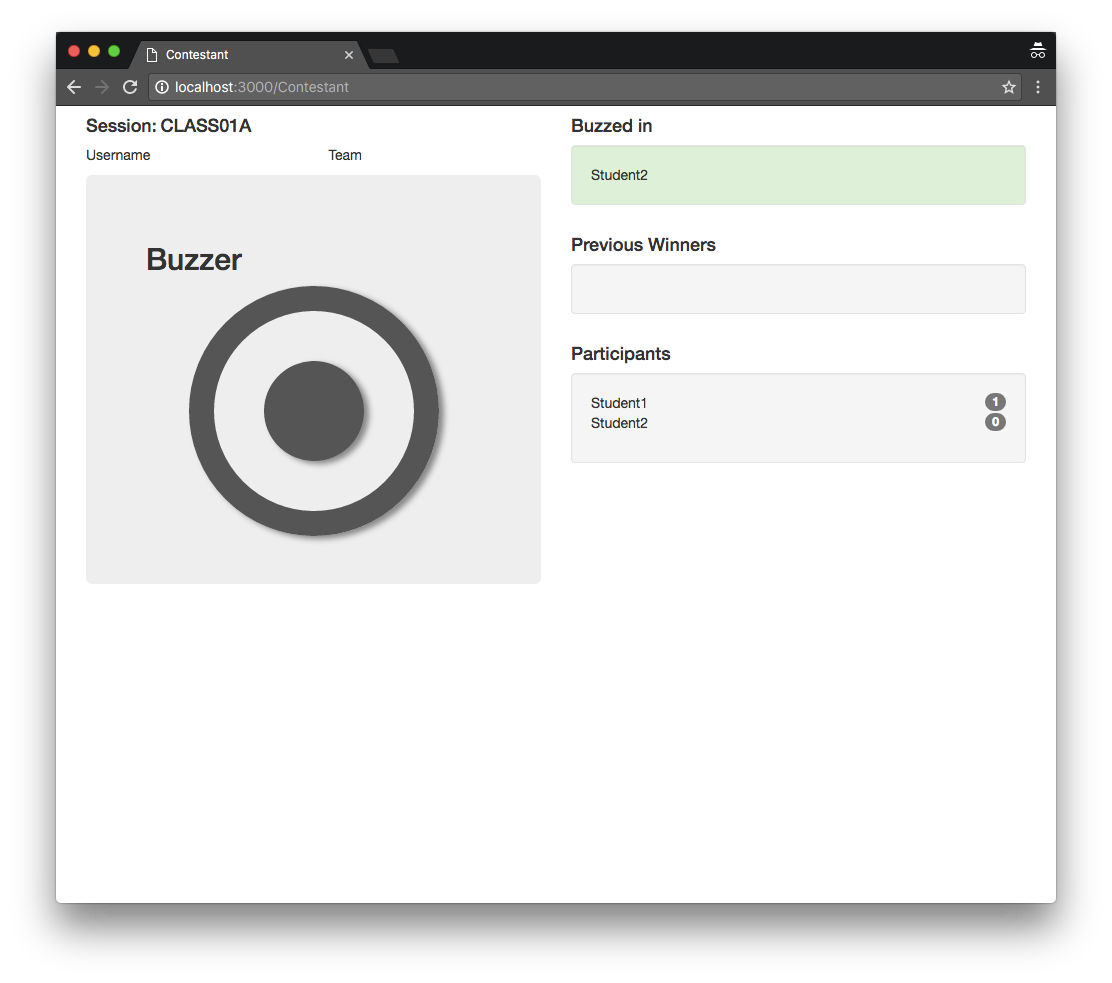 Contestant
localhost:3000/Contestant
Session: CLASS01A
Username Team
Buzzer
Buzzed in
Student2
Previous Winners
Participants
Student1 1
Student2 0